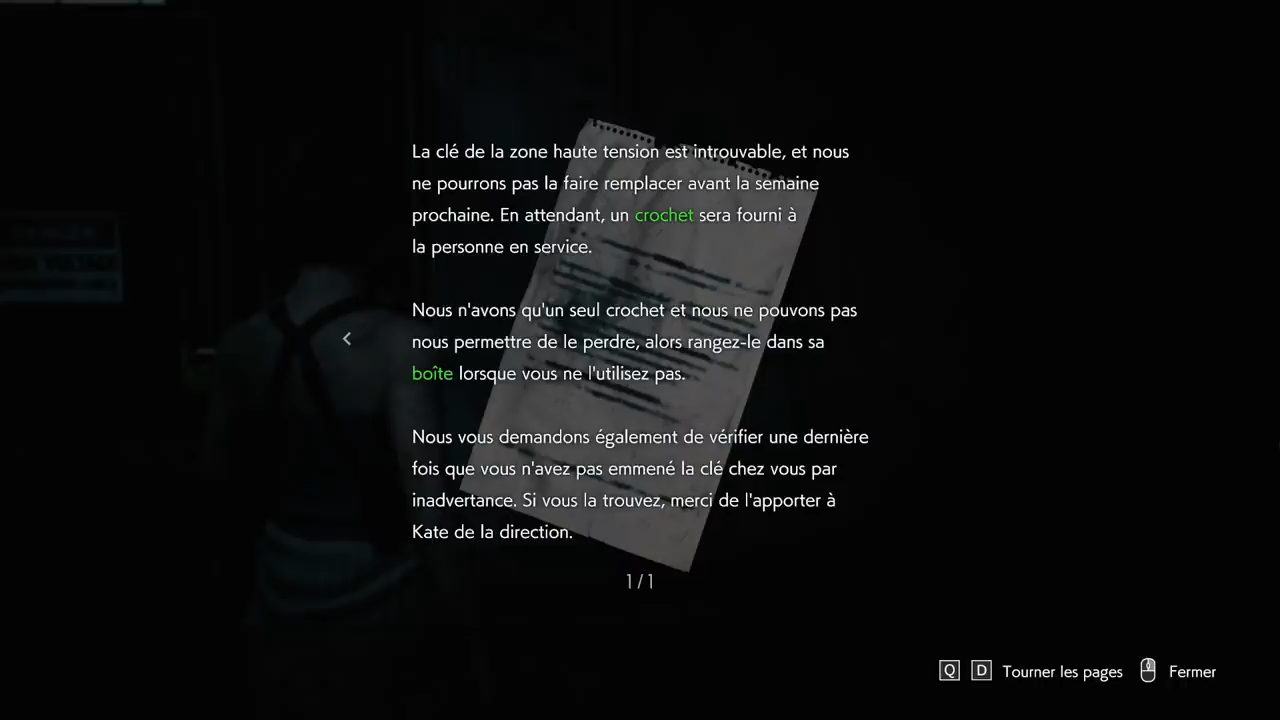 La clé de la zone haute tension est introuvable, et nous
ne pourrons pas la faire remplacer avant la semaine
prochaine. En attendant, un crochet sera fourni à
la personne en service.
Nous n'avons qu'un seul crochet et nous ne pouvons pas
nous permettre de le perdre, alors rangez-le dans sa
boîte lorsque vous ne l'utilisez pas.
Nous vous demandons également de vérifier une dernière
fois que vous n'avez pas emmené la clé chez vous par
inadvertance. Si vous la trouvez, merci de l'apporter à
Kate de la direction.
1 / 1
Q D Tourner les pages Fermer